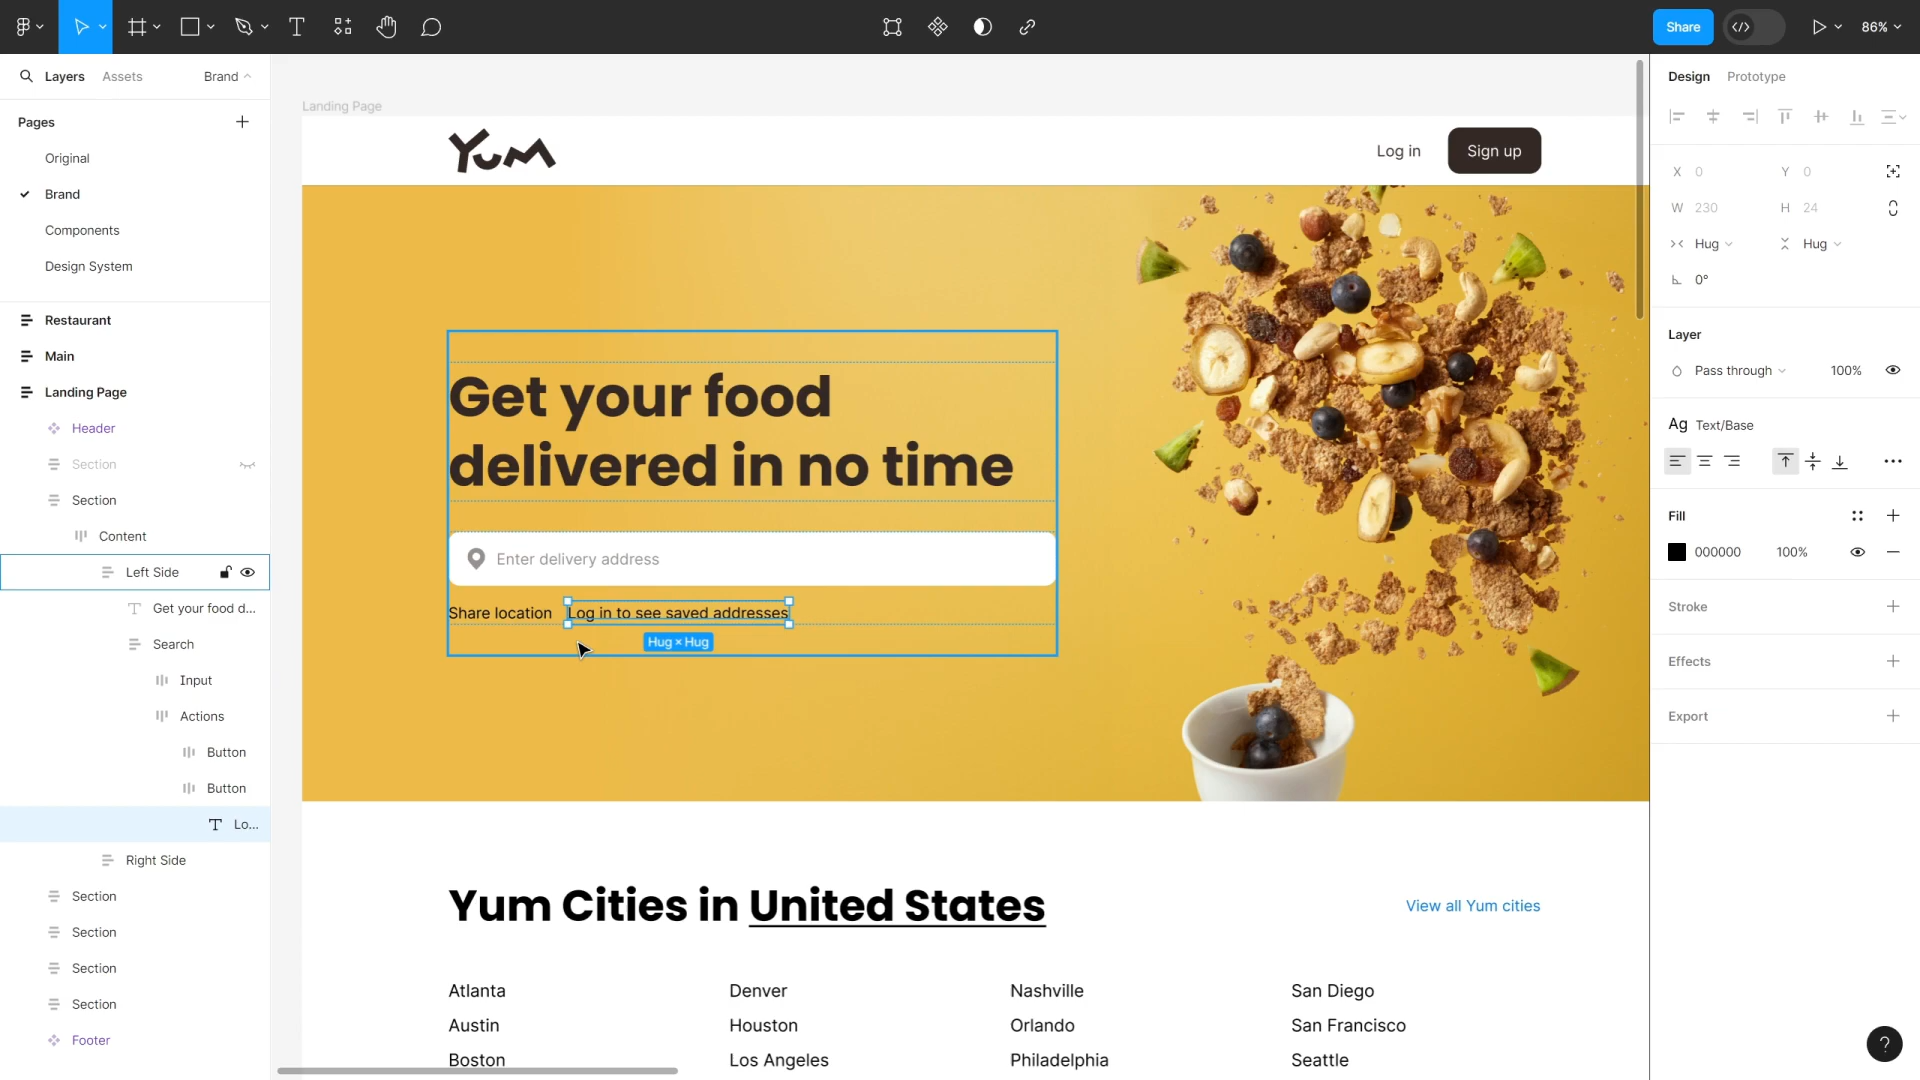 Share
86%
Layers
Assets
Brand
Pages
Original
Brand
Components
Design System
Restaurant
Main
Landing Page
Header
Section
Section
Content
Left Side
Get your food d...
Search
Input
Actions
Button
Button
Lo...
Right Side
Section
Section
Section
Section
Footer
Landing Page
Yum
Log in
Sign up
Get your food
delivered in no time
Enter delivery address
Share location
Log in to see saved addresses
Hug × Hug
Yum Cities in United States
View all Yum cities
Atlanta
Denver
Nashville
San Diego
Austin
Houston
Orlando
San Francisco
Boston
Los Angeles
Philadelphia
Seattle
Design
Prototype
X 0
Y 0
W 230
H 24
Hug
Hug
0°
Layer
Pass through
100%
Ag Text/Base
Fill
000000
100%
Stroke
Effects
Export
?